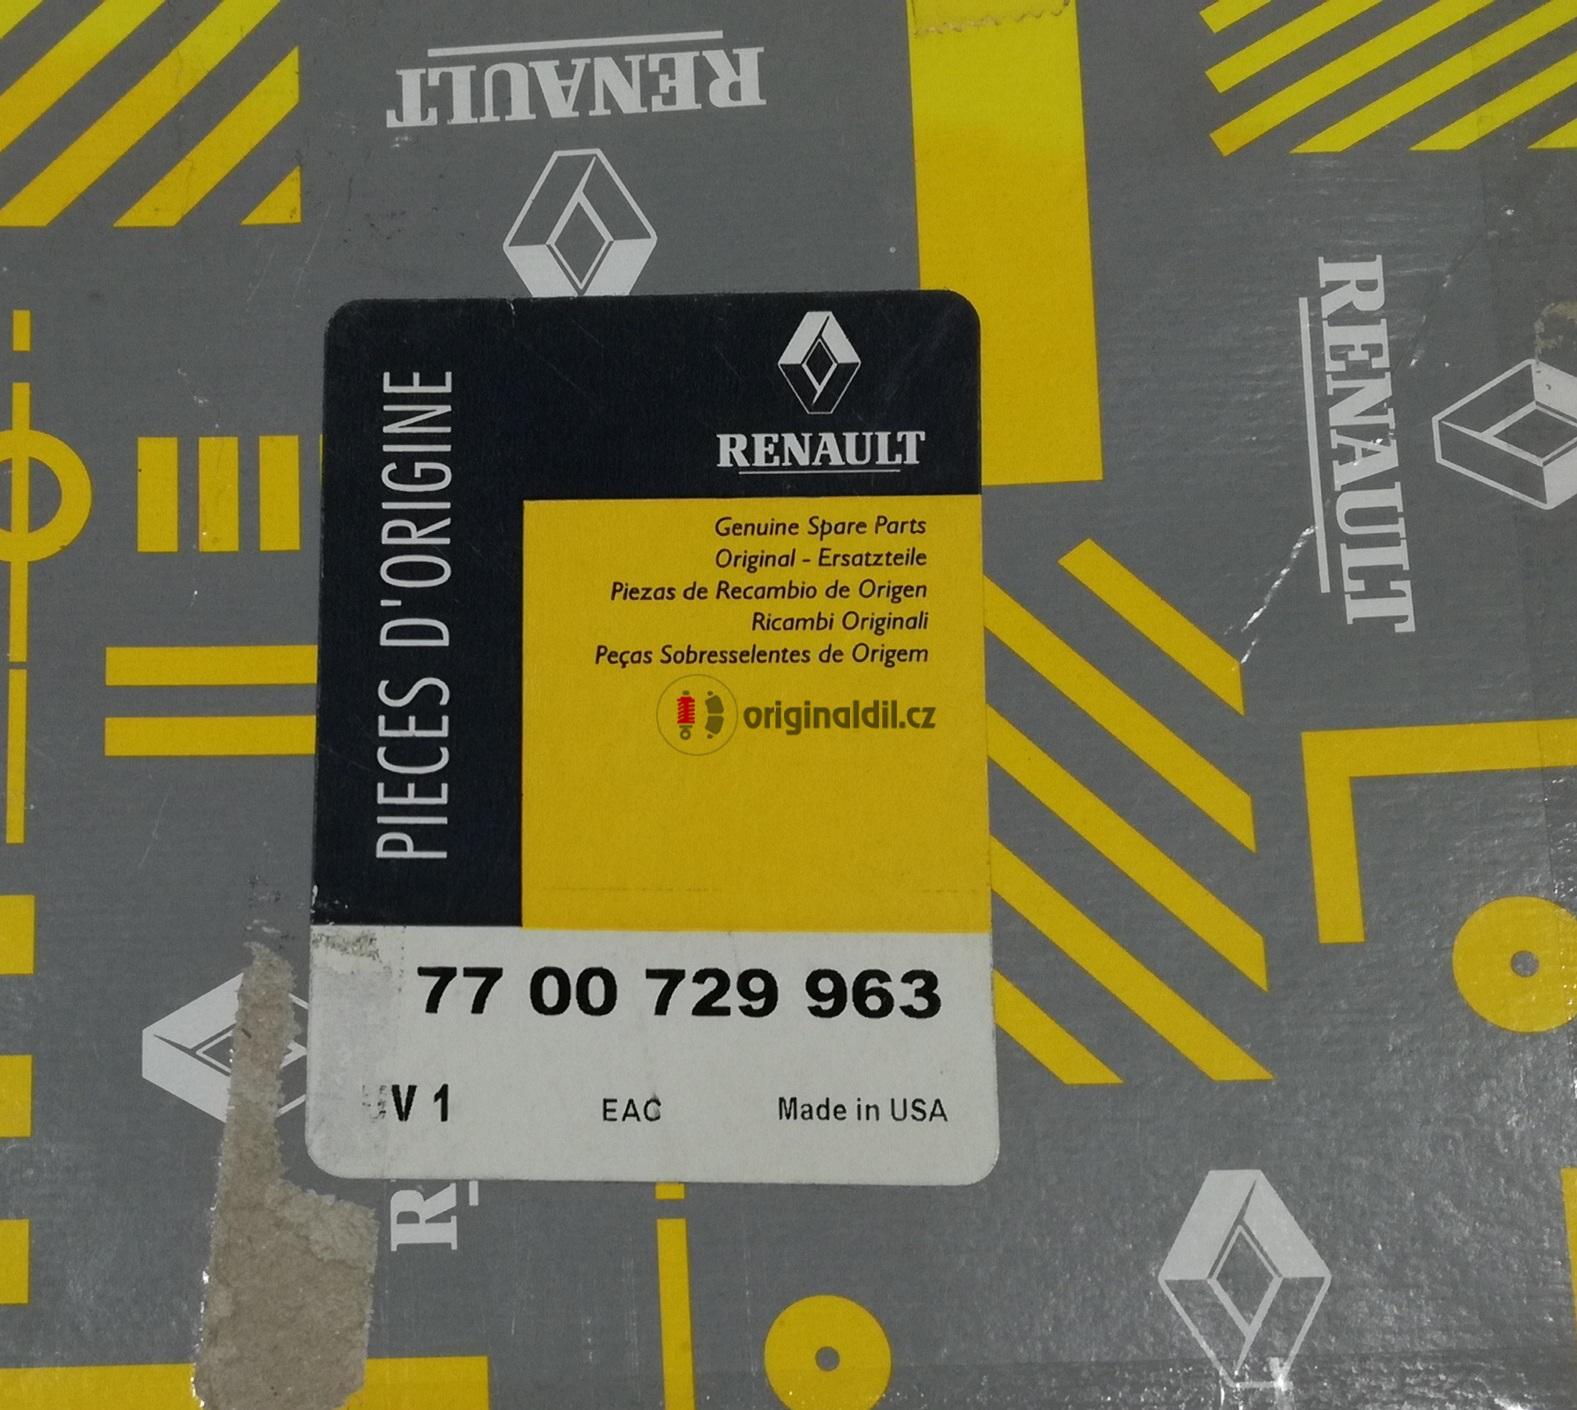 RENAULT
RENAULT
PIECES D'ORIGINE
RENAULT
Genuine Spare Parts
Original - Ersatzteile
Piezas de Recambio de Origen
Ricambi Originali
Peças Sobresselentes de Origem
originaldil.cz
77 00 729 963
UV 1
EAC
Made in USA
R